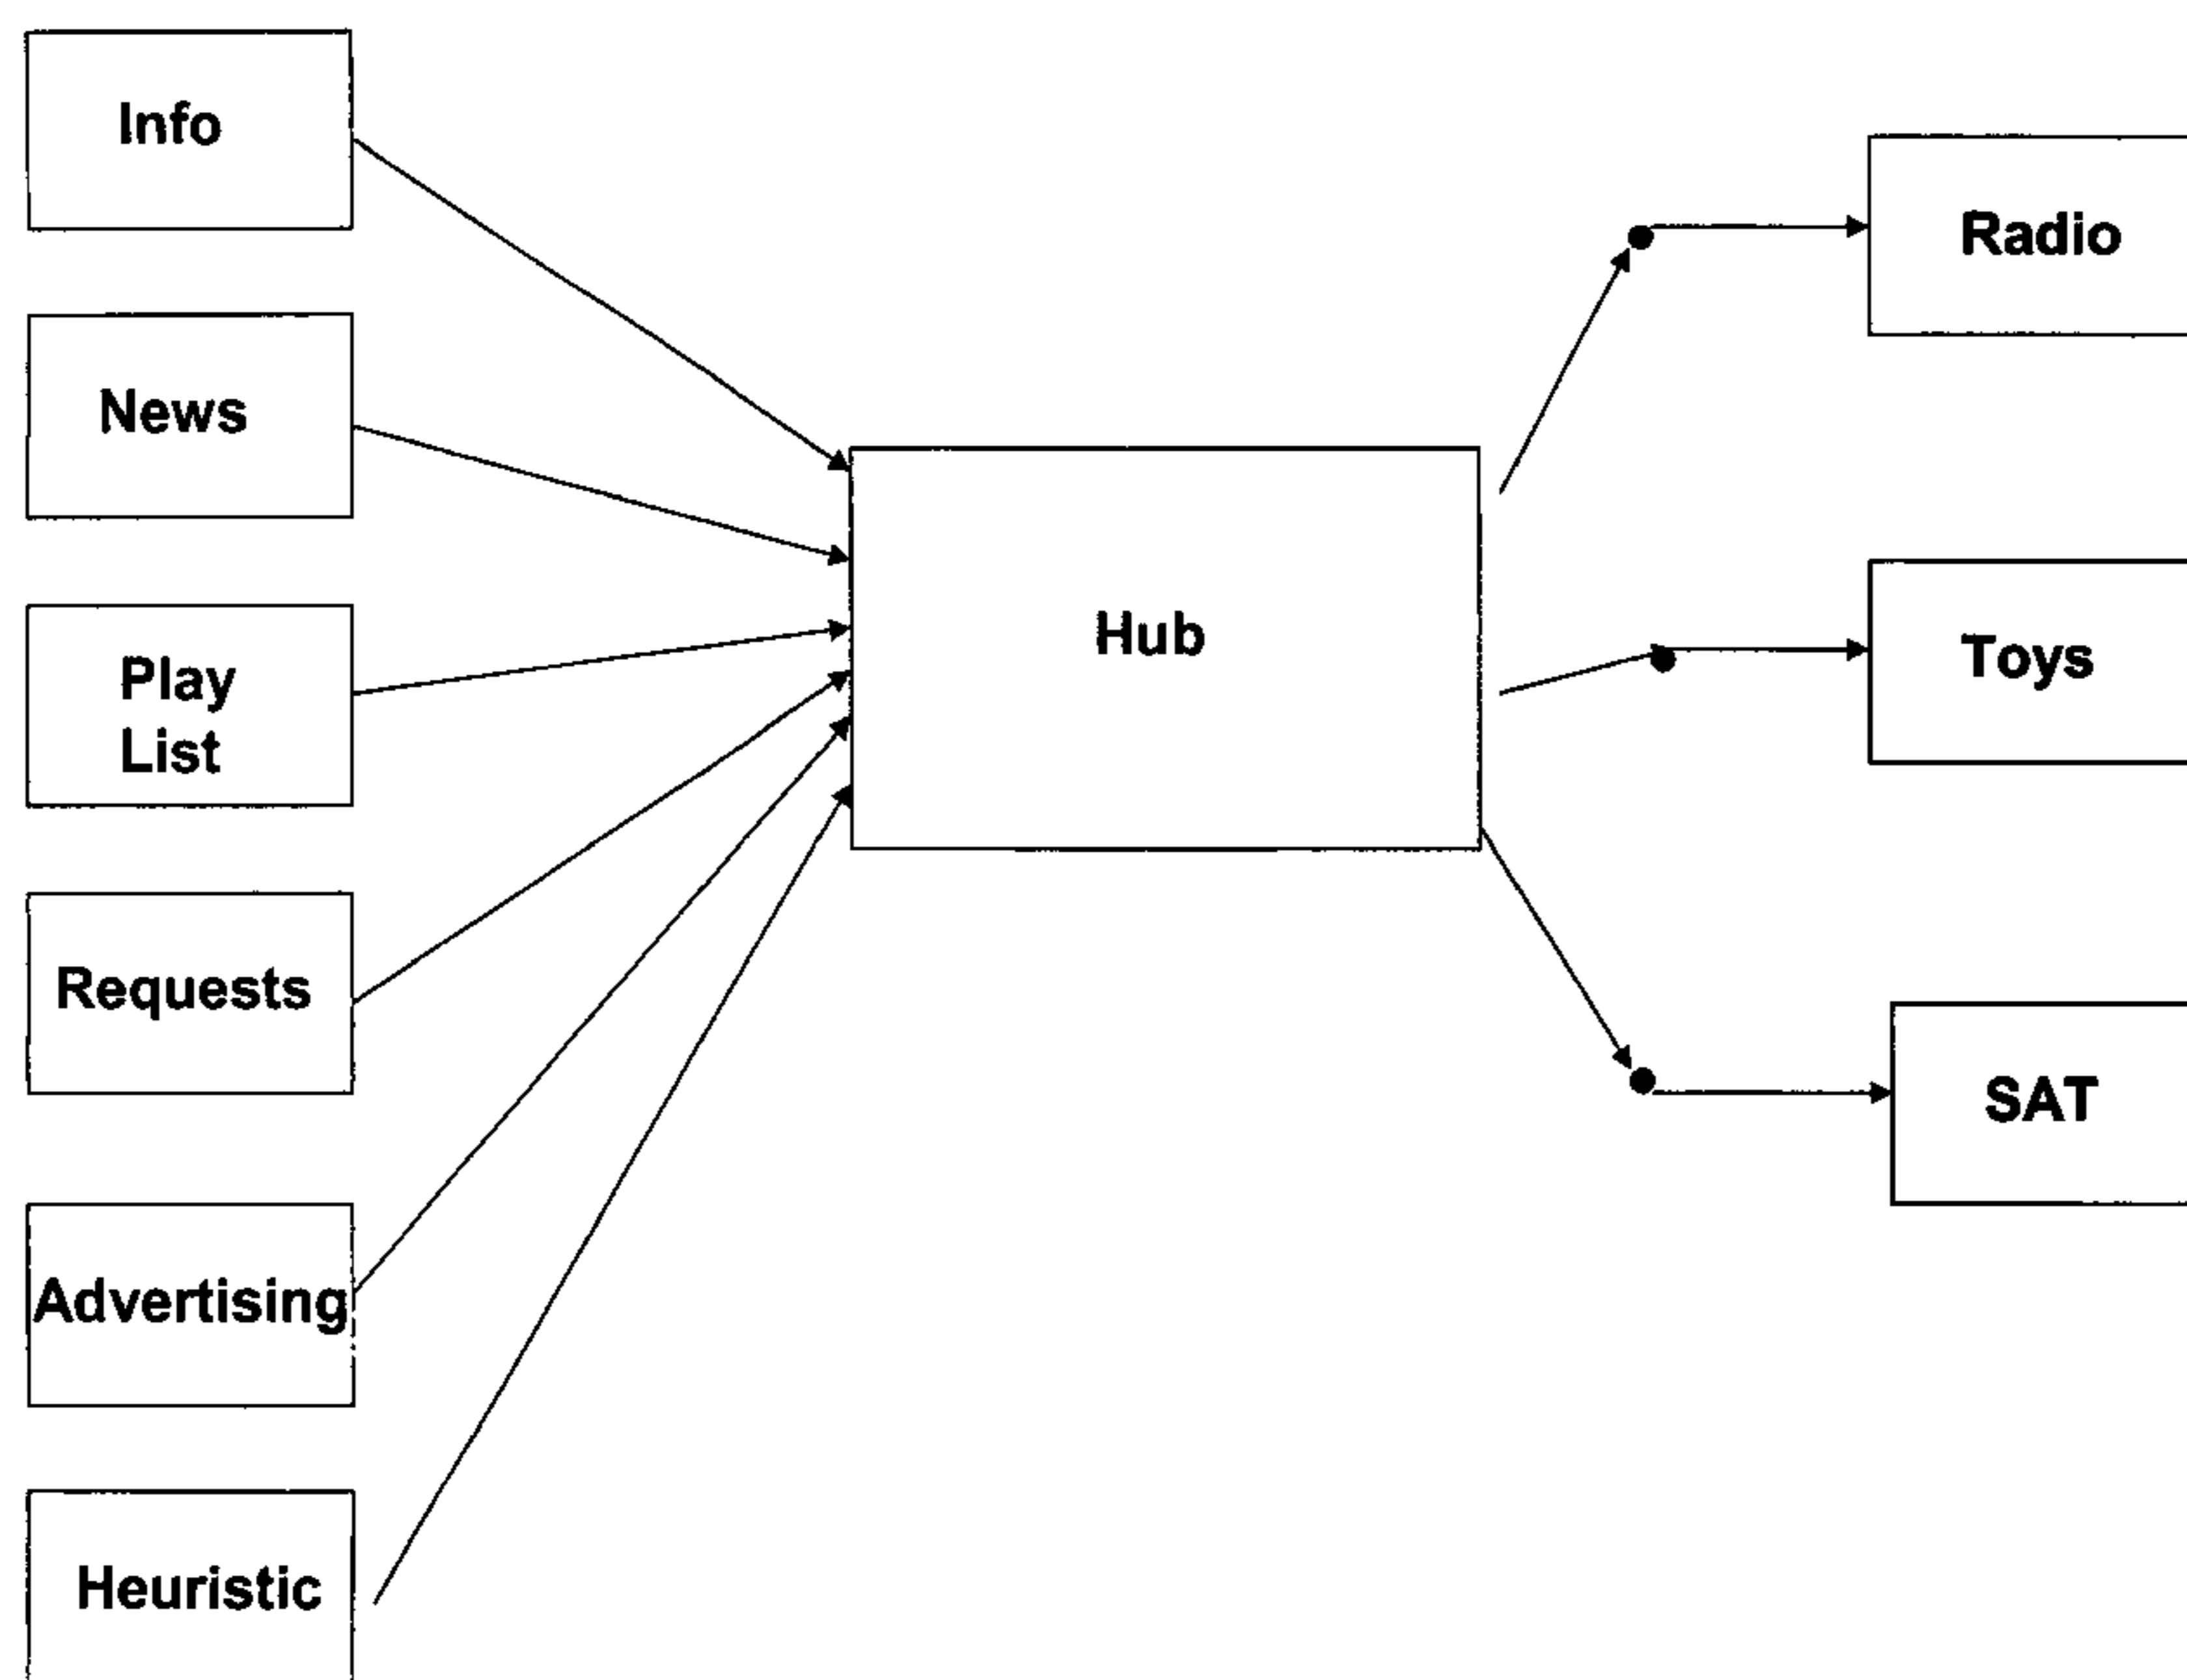 Info
News
Play
List
Requests
Advertising
Heuristic
Hub
Radio
Toys
SAT